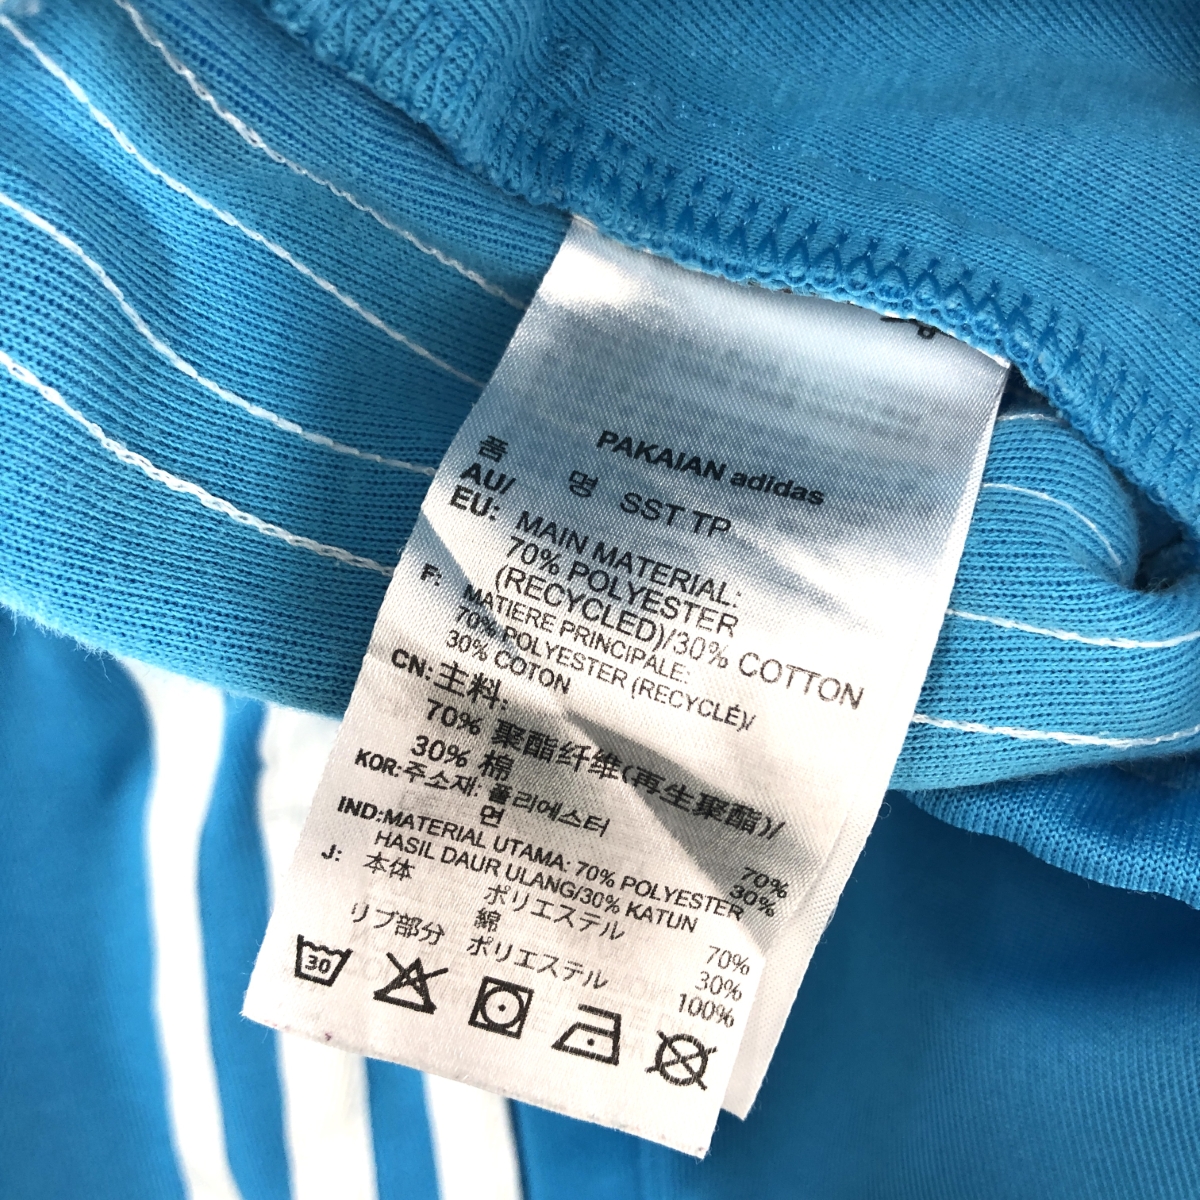 PAKAIAN adidas
품 명 SST TP
AU/
EU: MAIN MATERIAL:
70% POLYESTER
(RECYCLED)/30% COTTON
F: MATIERE PRINCIPALE:
70% POLYESTER (RECYCLÉ)/
30% COTON
CN: 主料:
70% 聚酯纤维(再生聚酯)/
30% 棉
KOR: 주소재: 폴리에스터 70%
면 30%
IND: MATERIAL UTAMA: 70% POLYESTER
HASIL DAUR ULANG/30% KATUN
J: 本体 ポリエステル 70%
綿 30%
リブ部分 ポリエステル 100%
30